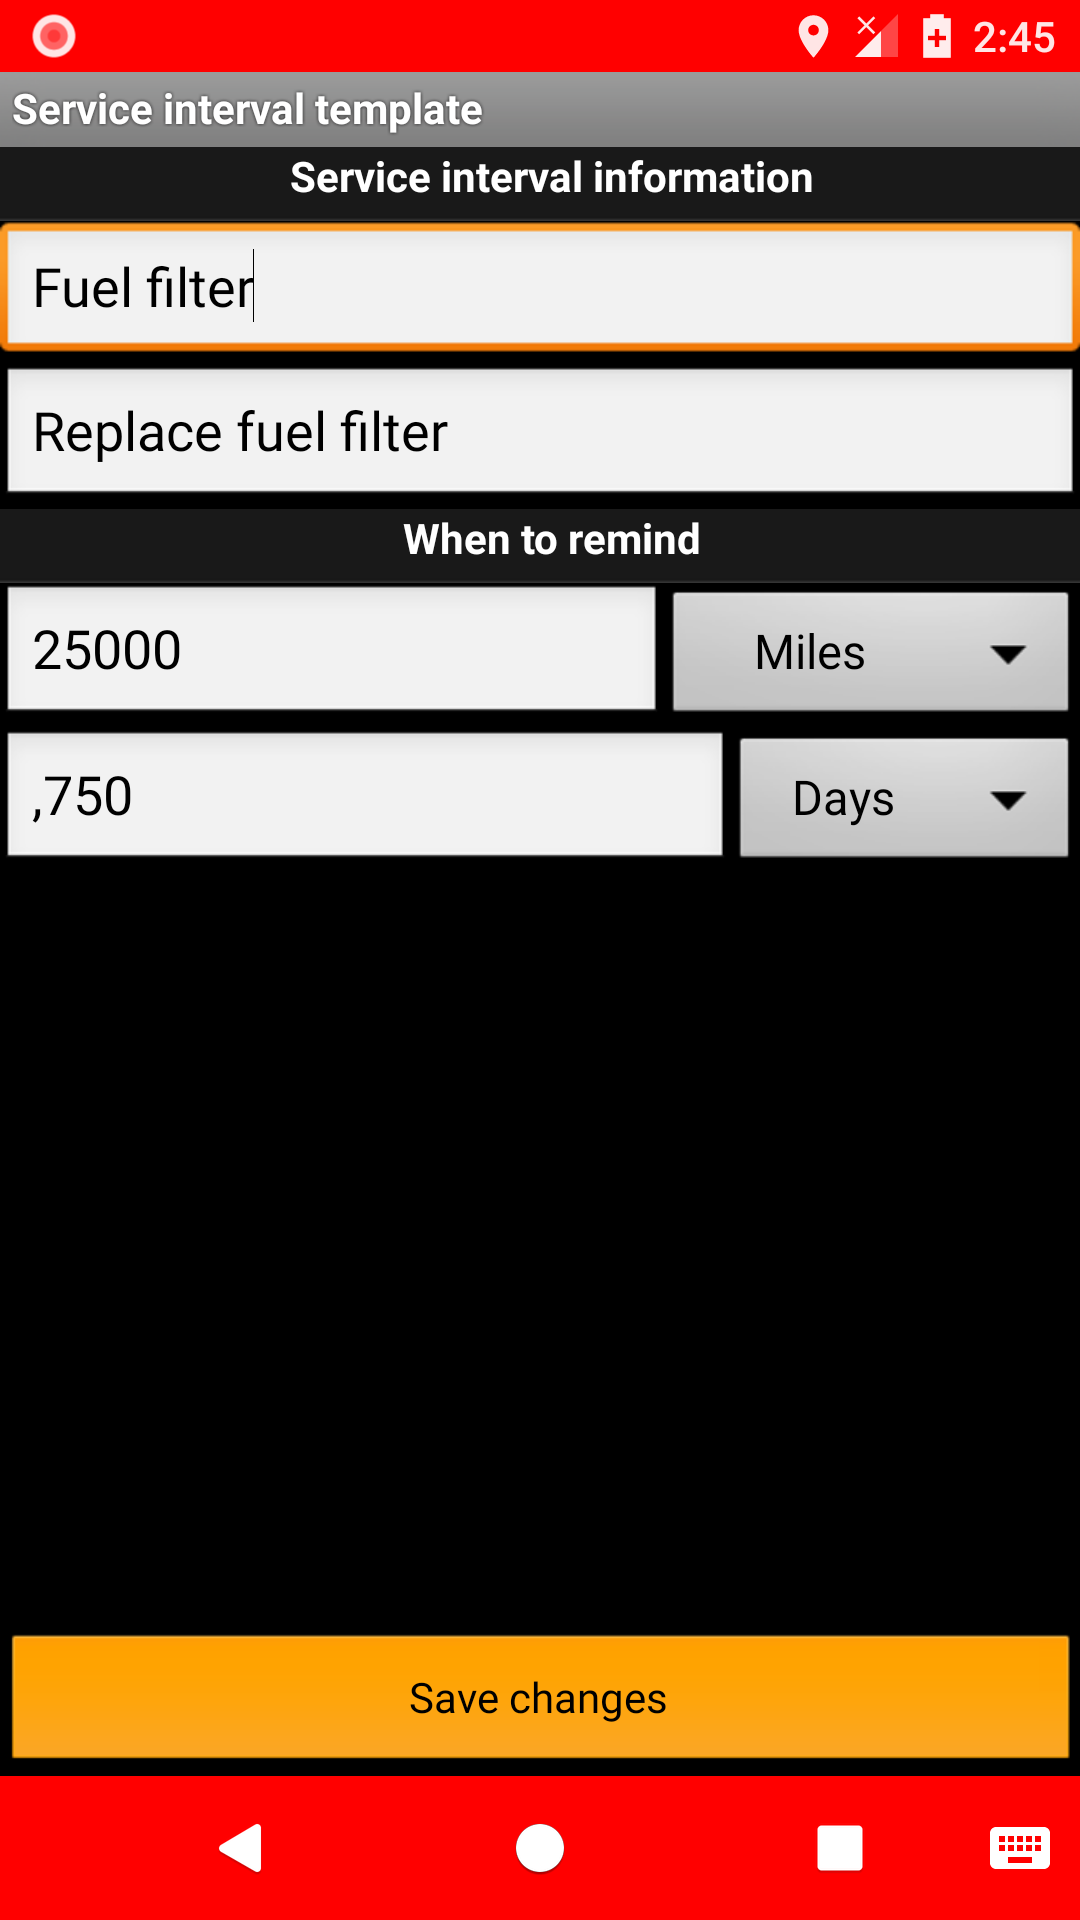 2:45
Service interval template
Service interval information
Fuel filter
Replace fuel filter
When to remind
25000
Miles
,750
Days
Save changes